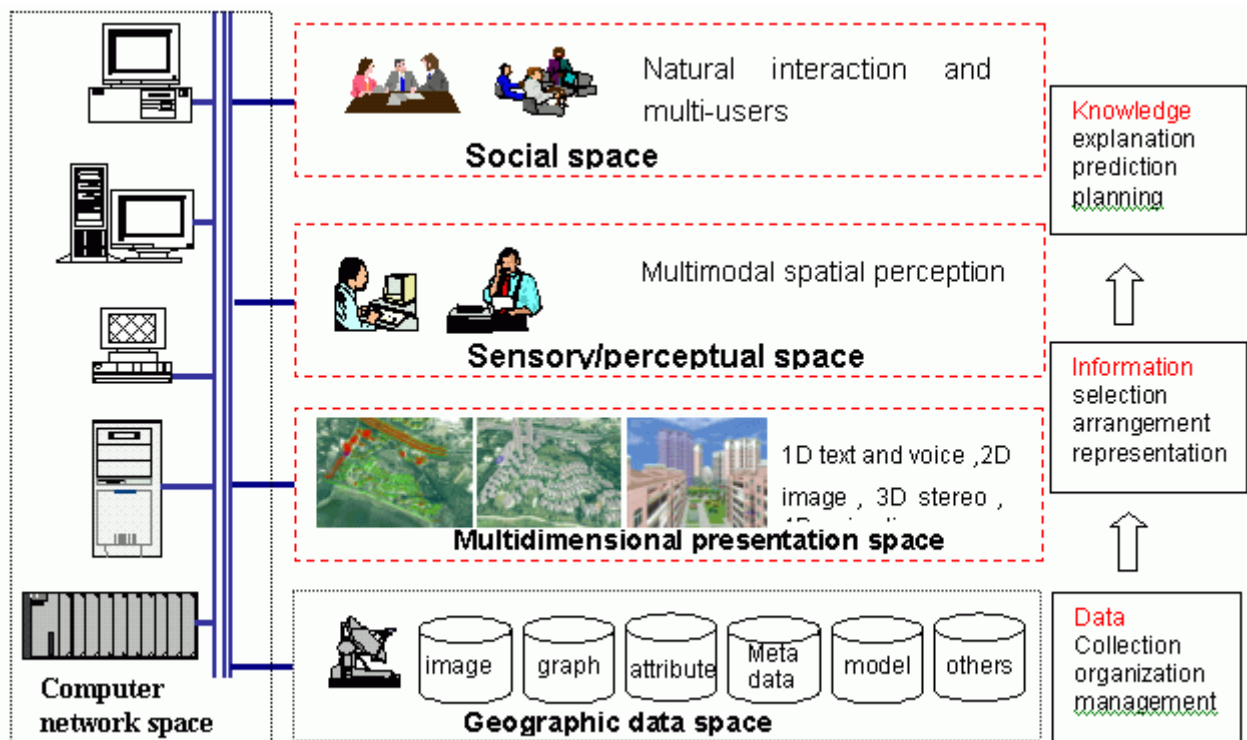 Natural interaction and
multi-users
Social space
Multimodal spatial perception
Sensory/perceptual space
1D text and voice ,2D
image , 3D stereo ,
Multidimensional presentation space
image
graph
attribute
Meta
data
model
others
Geographic data space
Computer
network space
Knowledge
explanation
prediction
planning
Information
selection
arrangement
representation
Data
Collection
organization
management